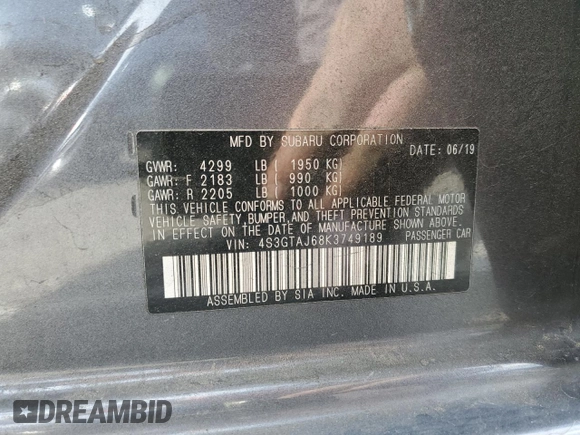 MFD BY SUBARU CORPORATION
DATE: 06/19
GVWR: 4299 LB ( 1950 KG)
GAWR: F 2183 LB ( 990 KG)
GAWR: R 2205 LB ( 1000 KG)
THIS VEHICLE CONFORMS TO ALL APPLICABLE FEDERAL MOTOR
VEHICLE SAFETY, BUMPER, AND THEFT PREVENTION STANDARDS
IN EFFECT ON THE DATE OF MANUFACTURE SHOWN ABOVE.
VIN: 4S3GTAJ68K3749189 PASSENGER CAR
ASSEMBLED BY SIA INC. MADE IN U.S.A.
DREAMBID